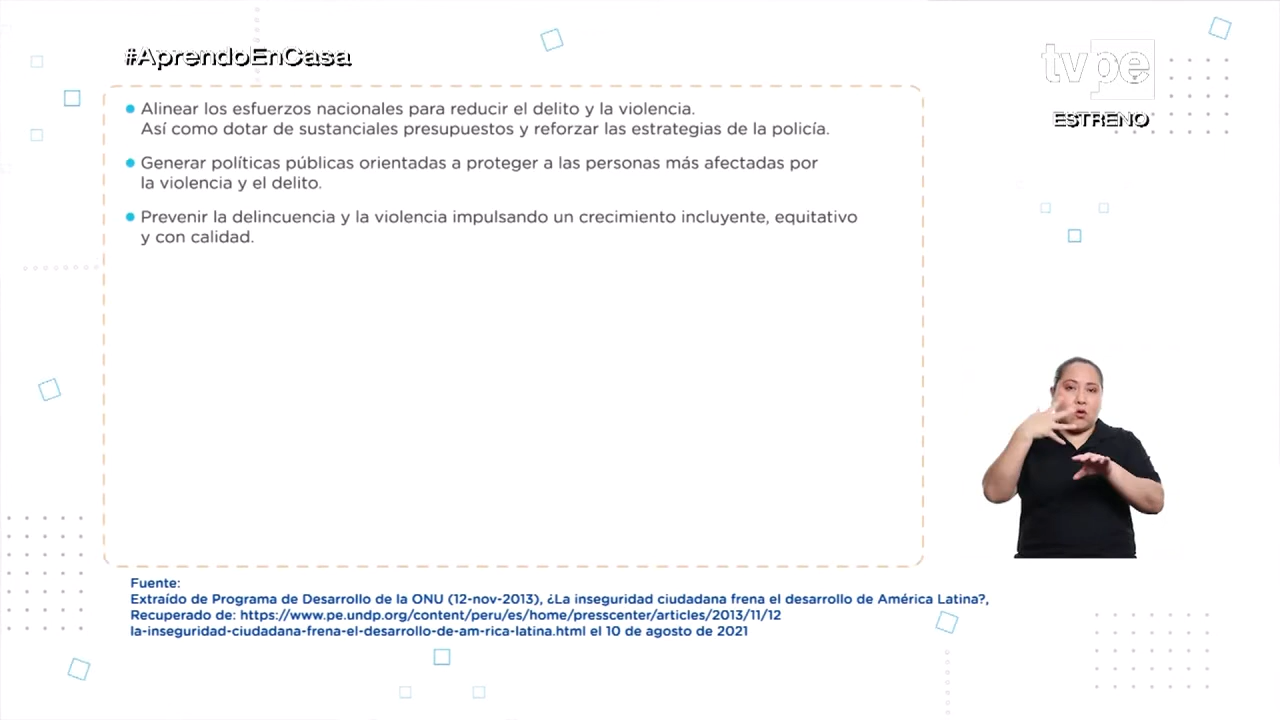 #AprendoEnCasa
tvpe
ESTRENO
Alinear los esfuerzos nacionales para reducir el delito y la violencia.
Así como dotar de sustanciales presupuestos y reforzar las estrategias de la policía.
Generar políticas públicas orientadas a proteger a las personas más afectadas por
la violencia y el delito.
Prevenir la delincuencia y la violencia impulsando un crecimiento incluyente, equitativo
y con calidad.
Fuente:
Extraído de Programa de Desarrollo de la ONU (12-nov-2013), ¿La inseguridad ciudadana frena el desarrollo de América Latina?,
Recuperado de: https://www.pe.undp.org/content/peru/es/home/presscenter/articles/2013/11/12
la-inseguridad-ciudadana-frena-el-desarrollo-de-am-rica-latina.html el 10 de agosto de 2021